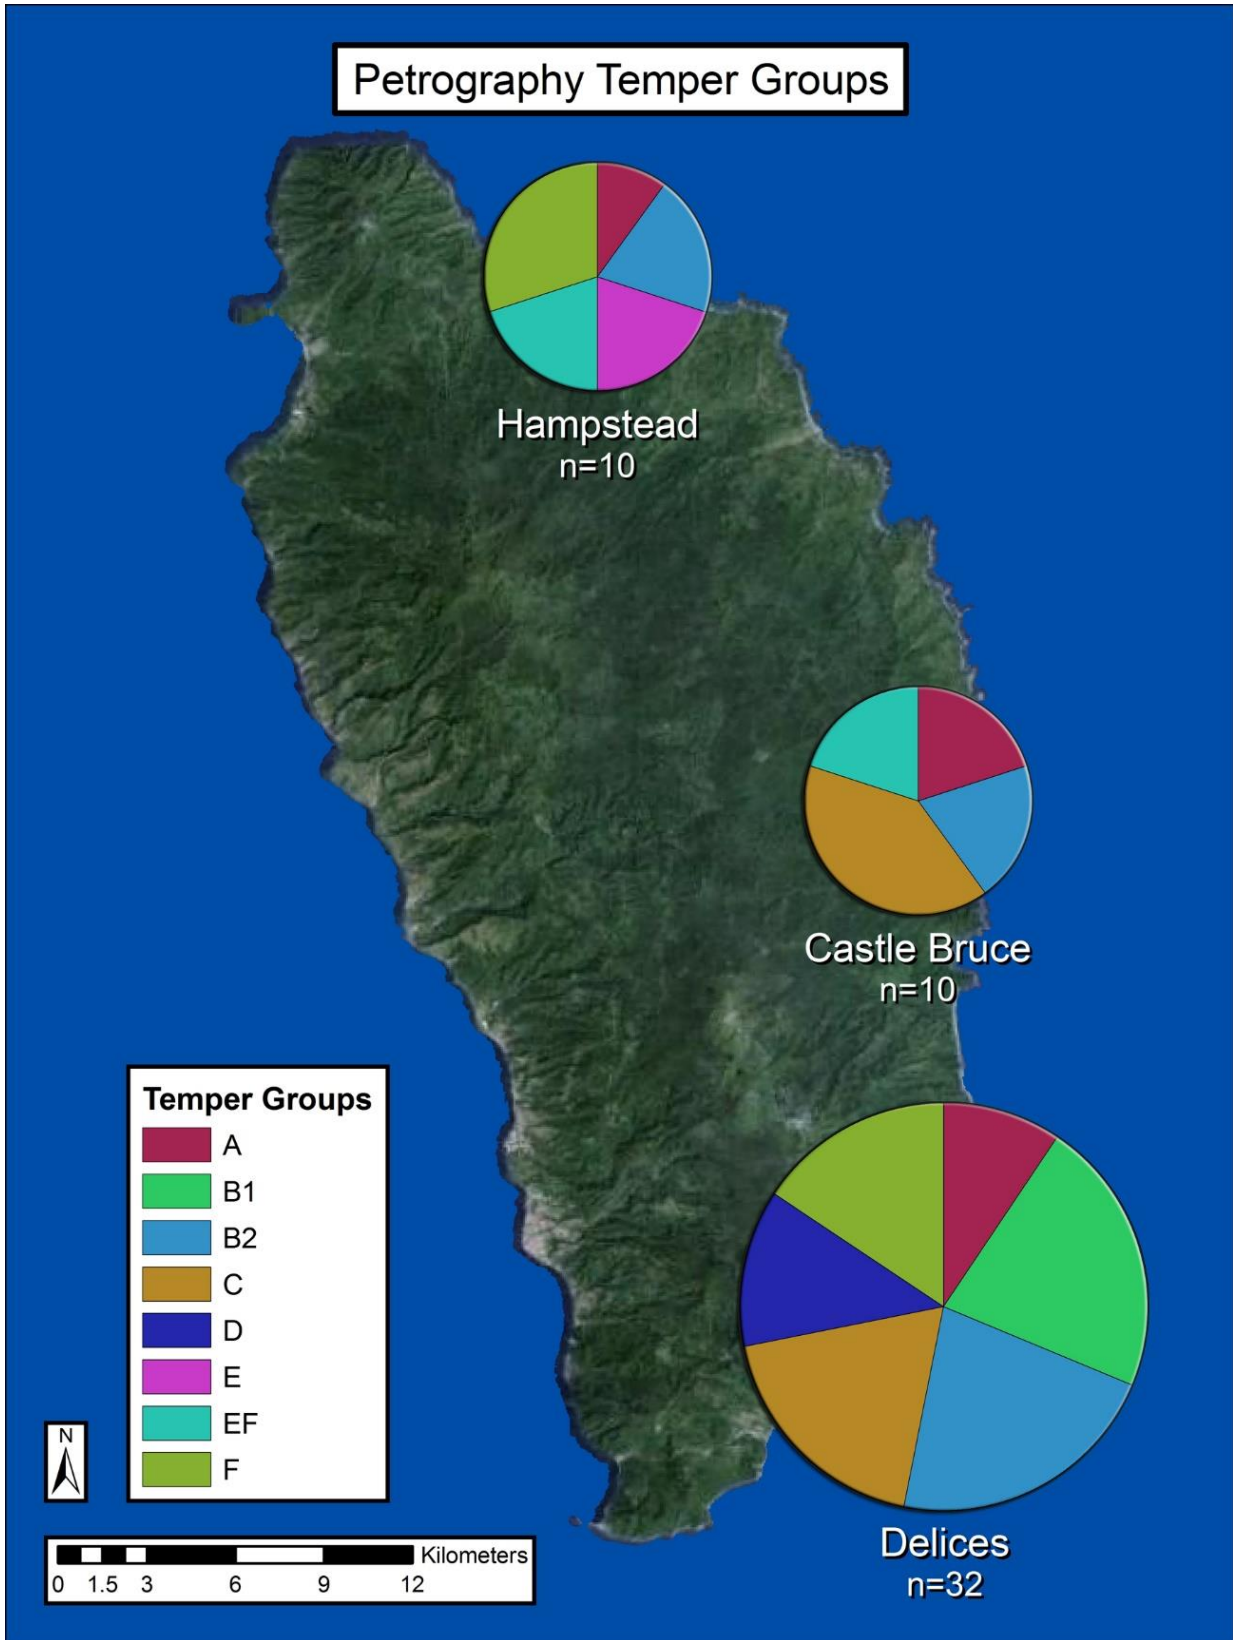 Petrography Temper Groups
Hampstead
n=10
Castle Bruce
n=10
Temper Groups
A
B1
B2
C
D
E
EF
F
N
Kilometers
0 1.5 3 6 9 12
Delices
n=32